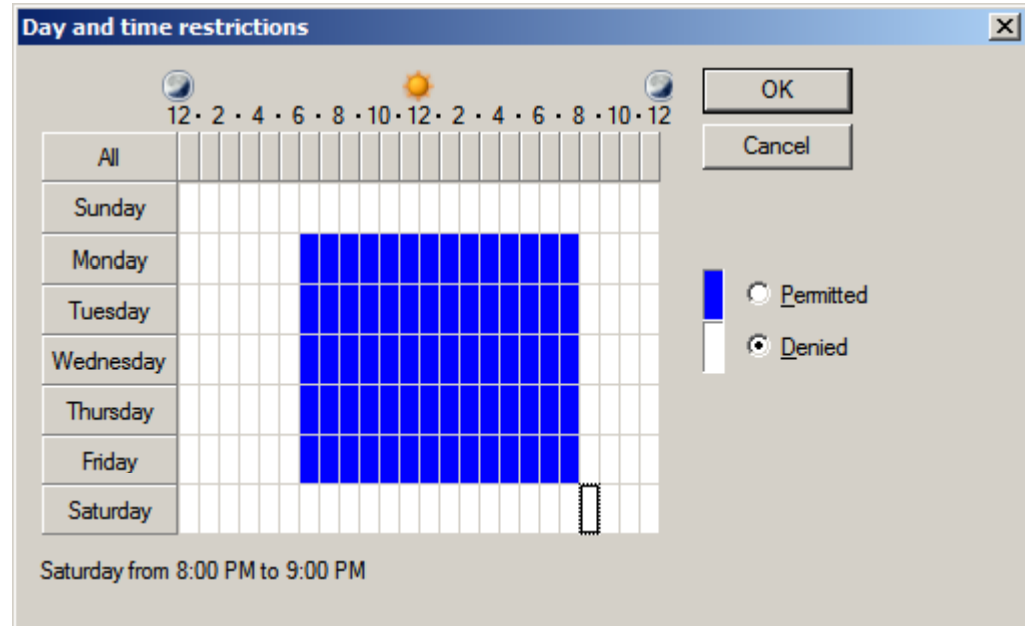 Day and time restrictions
OK
12 · 2 · 4 · 6 · 8 · 10 · 12 · 2 · 4 · 6 · 8 · 10 · 12
Cancel
All
Sunday
Monday
Permitted
Tuesday
Denied
Wednesday
Thursday
Friday
Saturday
Saturday from 8:00 PM to 9:00 PM